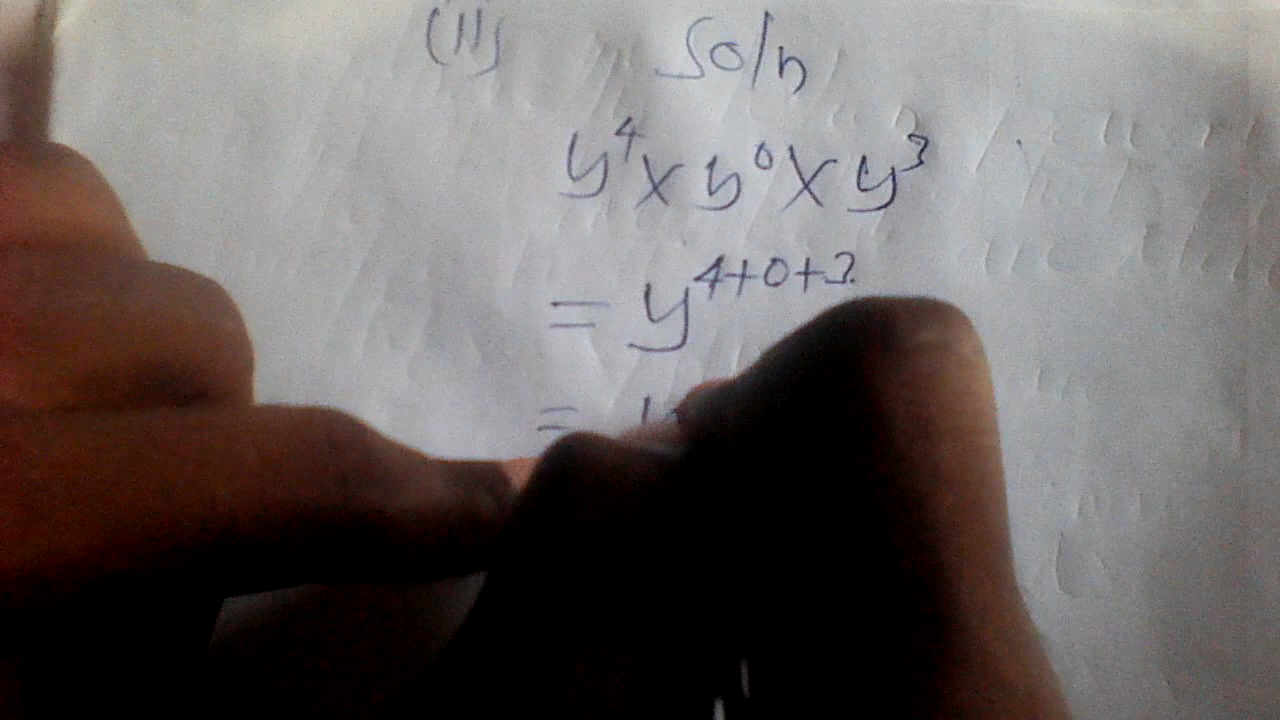 (ii) Soln
y⁴ x y⁰ x y³
= y⁴⁺⁰⁺³
=